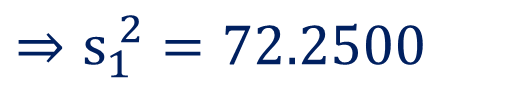 ⇒ s₁² = 72.2500